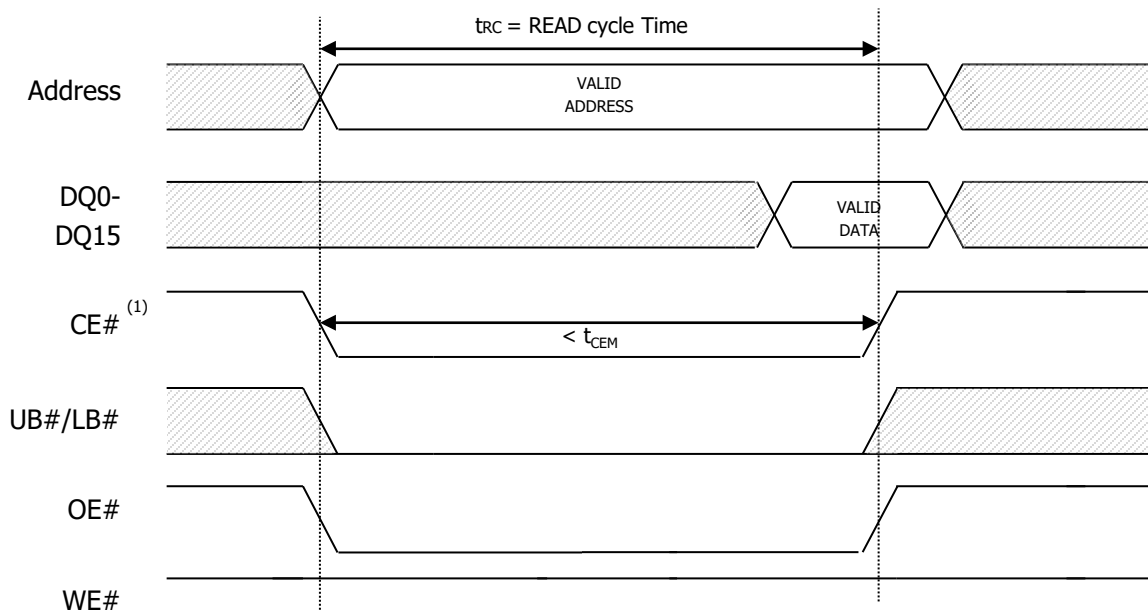 tRC = READ cycle Time
Address
VALID
ADDRESS
DQ0-
DQ15
VALID
DATA
CE# (1)
< tCEM
UB#/LB#
OE#
WE#